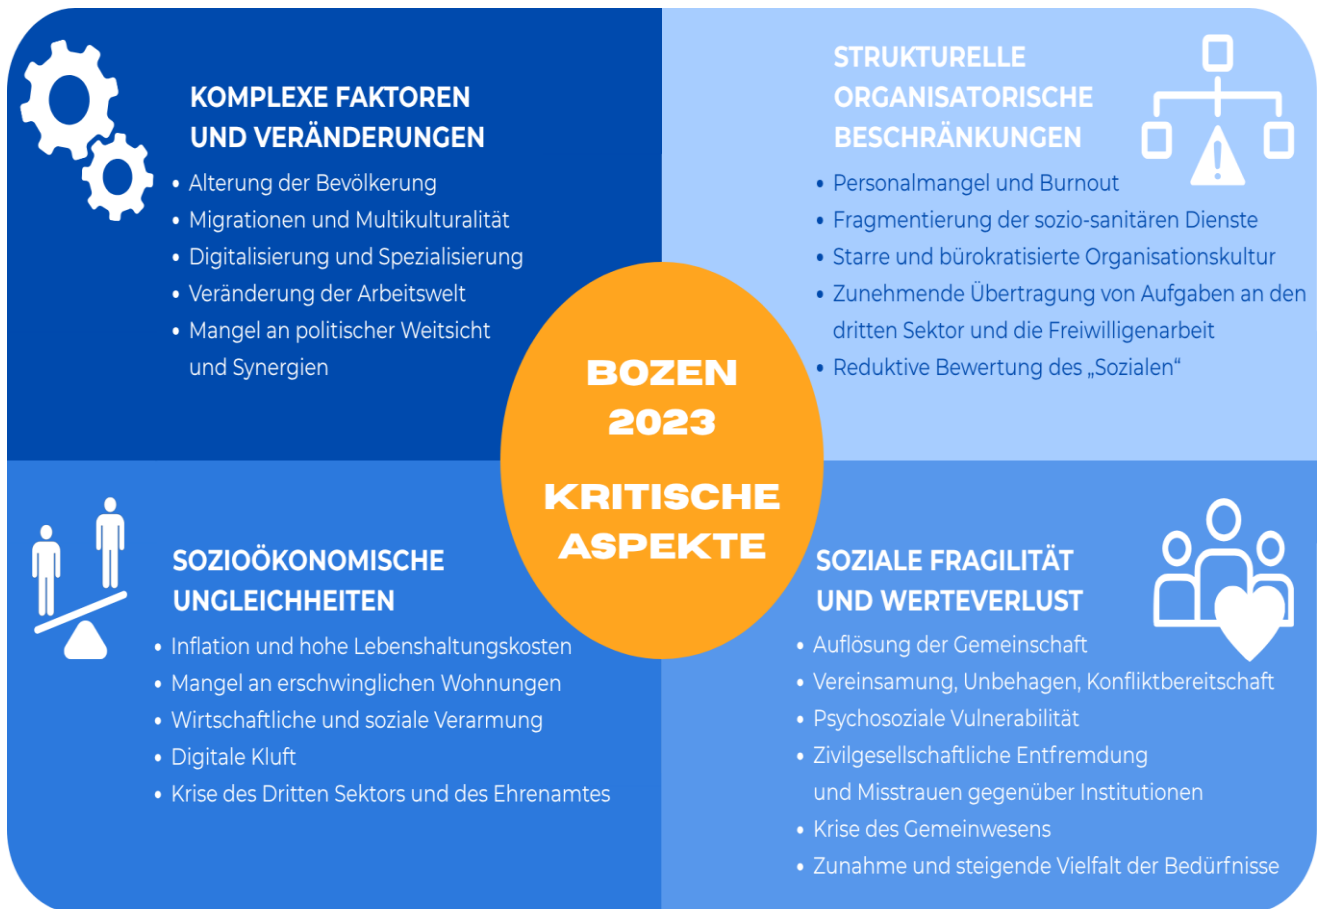 KOMPLEXE FAKTOREN
UND VERÄNDERUNGEN
• Alterung der Bevölkerung
• Migrationen und Multikulturalität
• Digitalisierung und Spezialisierung
• Veränderung der Arbeitswelt
• Mangel an politischer Weitsicht
und Synergien
STRUKTURELLE
ORGANISATORISCHE
BESCHRÄNKUNGEN
• Personalmangel und Burnout
• Fragmentierung der sozio-sanitären Dienste
• Starre und bürokratisierte Organisationskultur
• Zunehmende Übertragung von Aufgaben an den
dritten Sektor und die Freiwilligenarbeit
• Reduktive Bewertung des „Sozialen“
BOZEN
2023
KRITISCHE
ASPEKTE
SOZIOÖKONOMISCHE
UNGLEICHHEITEN
• Inflation und hohe Lebenshaltungskosten
• Mangel an erschwinglichen Wohnungen
• Wirtschaftliche und soziale Verarmung
• Digitale Kluft
• Krise des Dritten Sektors und des Ehrenamtes
SOZIALE FRAGILITÄT
UND WERTEVERLUST
• Auflösung der Gemeinschaft
• Vereinsamung, Unbehagen, Konfliktbereitschaft
• Psychosoziale Vulnerabilität
• Zivilgesellschaftliche Entfremdung
und Misstrauen gegenüber Institutionen
• Krise des Gemeinwesens
• Zunahme und steigende Vielfalt der Bedürfnisse